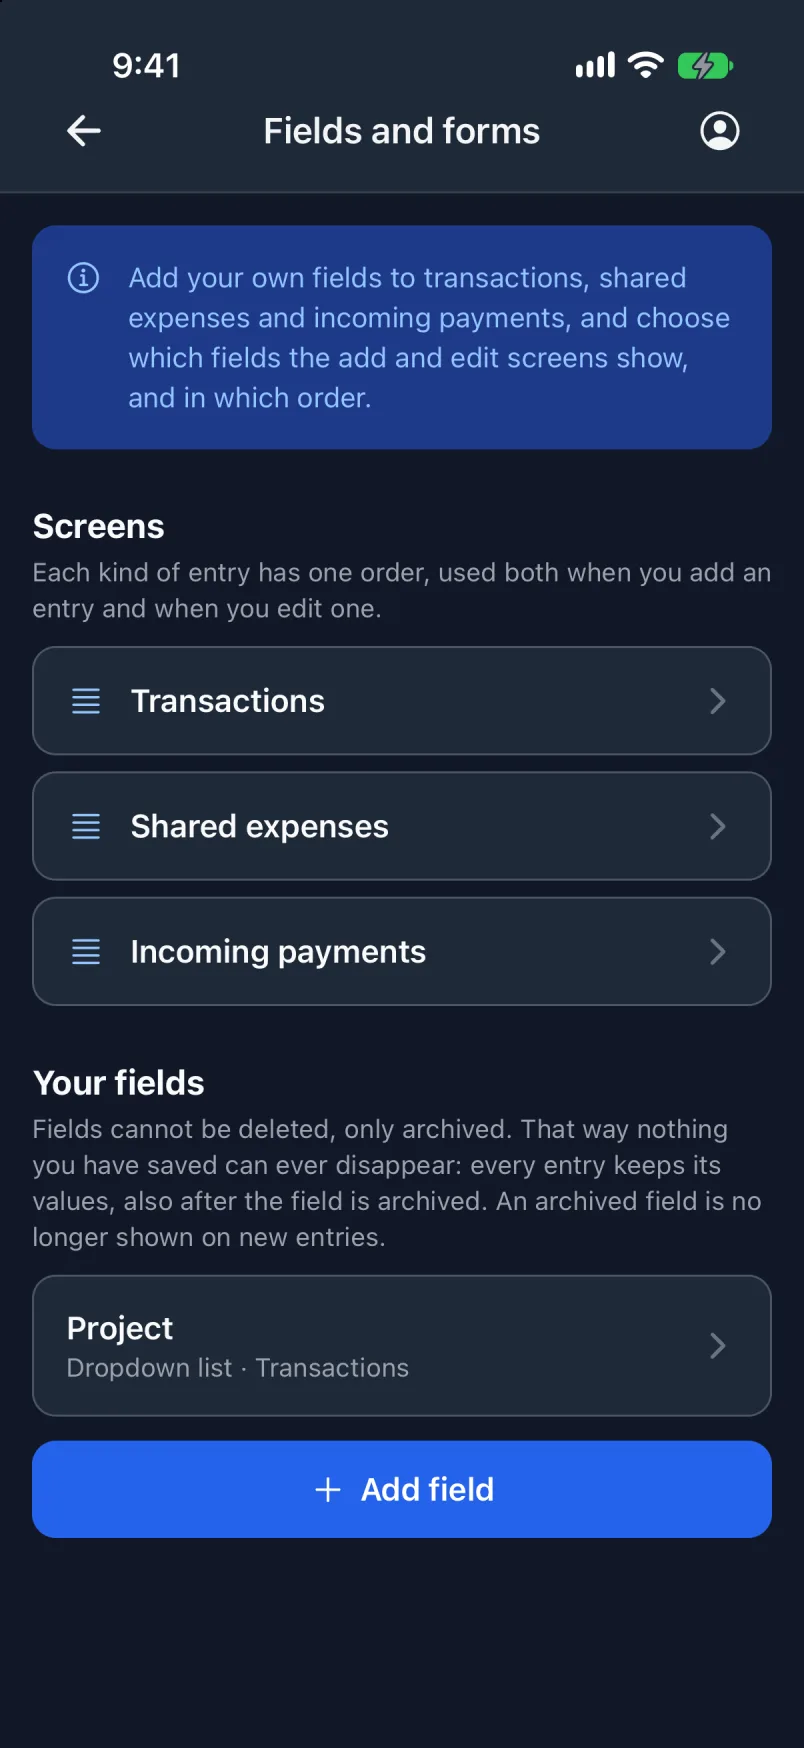 9:41
Fields and forms
Add your own fields to transactions, shared
expenses and incoming payments, and choose
which fields the add and edit screens show,
and in which order.
Screens
Each kind of entry has one order, used both when you add an
entry and when you edit one.
Transactions
Shared expenses
Incoming payments
Your fields
Fields cannot be deleted, only archived. That way nothing
you have saved can ever disappear: every entry keeps its
values, also after the field is archived. An archived field is no
longer shown on new entries.
Project
Dropdown list · Transactions
+ Add field